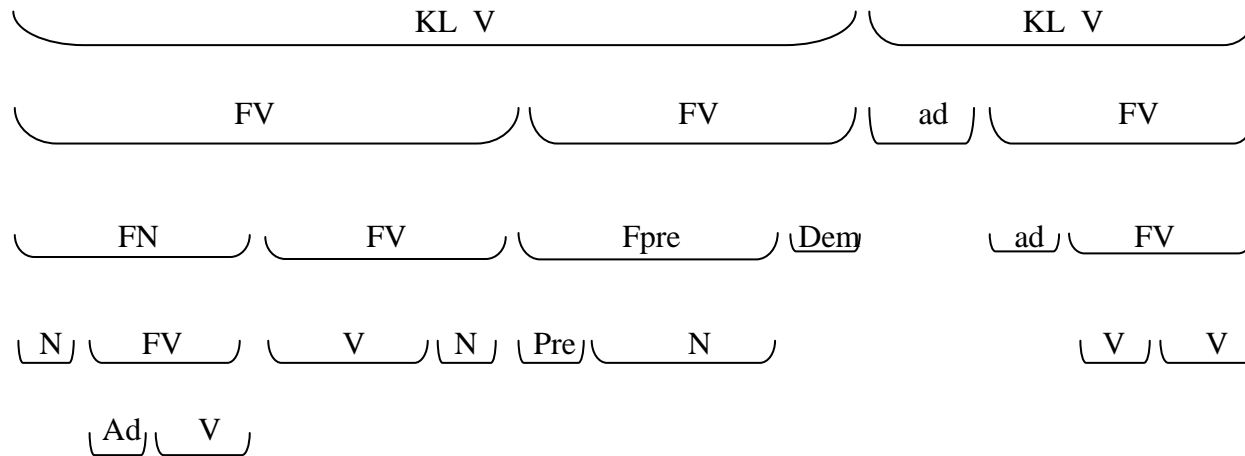 KL V KL V
FV FV ad FV
FN FV Fpre Dem ad FV
N FV V N Pre N V V
Ad V